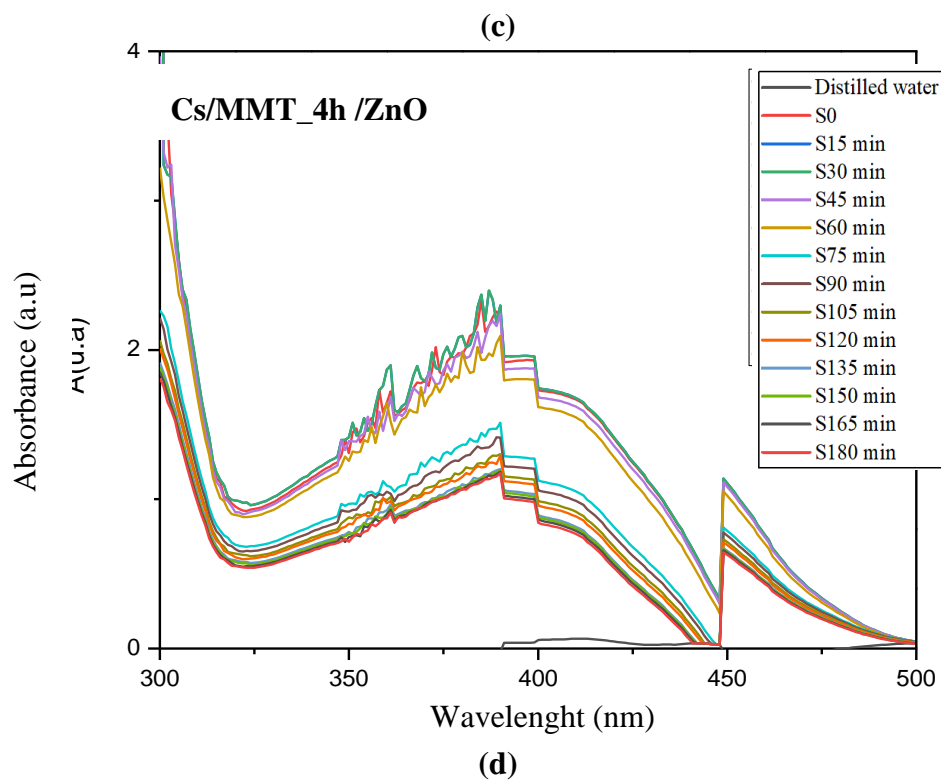 (c)
4
Cs/MMT_4h /ZnO
Distilled water
S0
S15 min
S30 min
S45 min
S60 min
S75 min
S90 min
S105 min
S120 min
S135 min
S150 min
S165 min
S180 min
Absorbance (a.u)
A(u.a)
2
0
300
350
400
450
500
Wavelenght (nm)
(d)